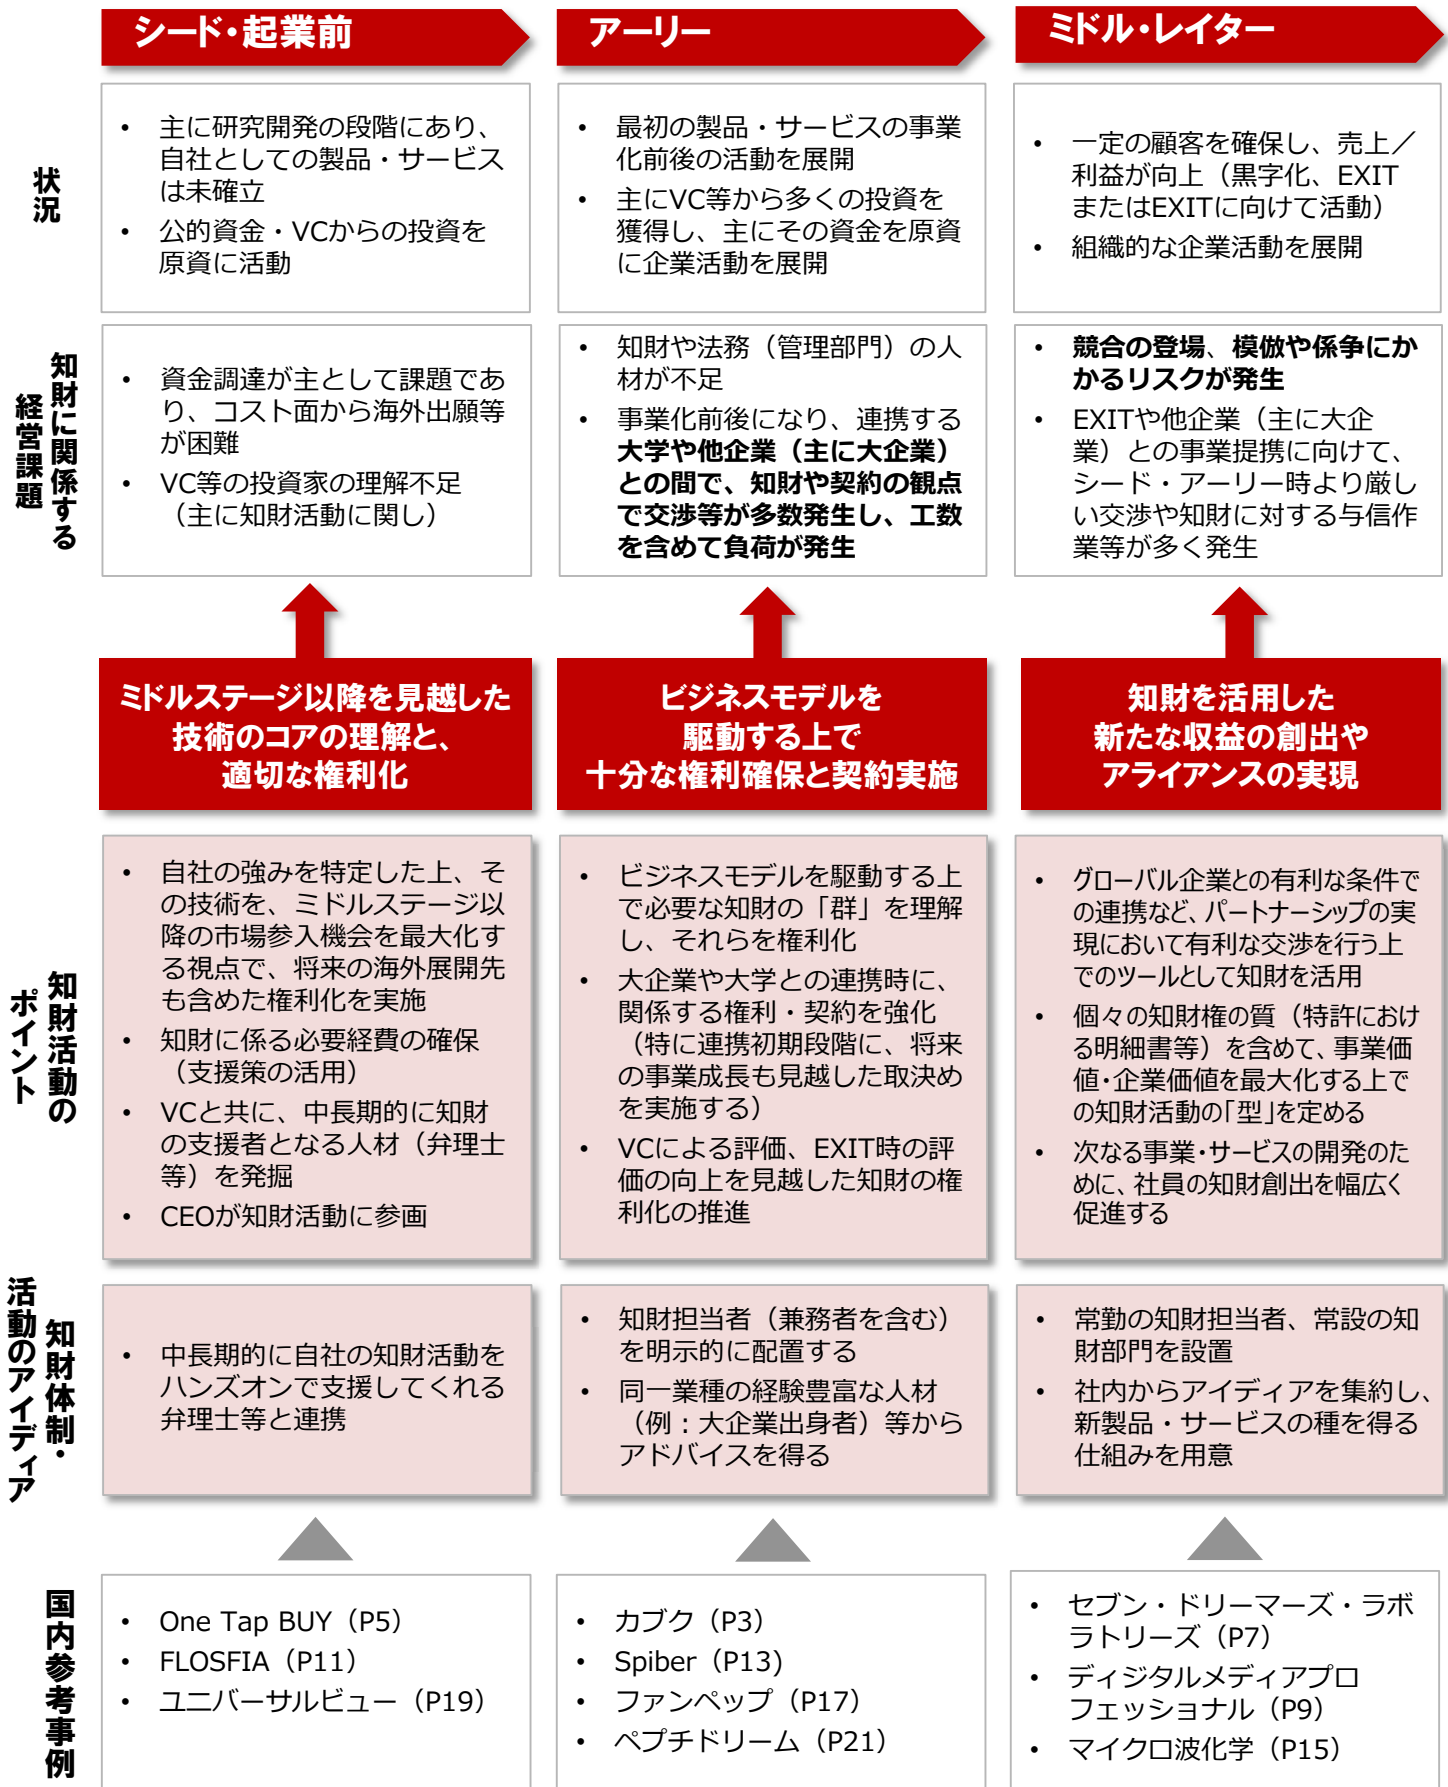 シード・起業前
アーリー
ミドル・レイター
状況
• 主に研究開発の段階にあり、
自社としての製品・サービス
は未確立
• 公的資金・VCからの投資を
原資に活動
• 最初の製品・サービスの事業
化前後の活動を展開
• 主にVC等から多くの投資を
獲得し、主にその資金を原資
に企業活動を展開
• 一定の顧客を確保し、売上／
利益が向上（黒字化、EXIT
またはEXITに向けて活動）
• 組織的な企業活動を展開
知財に関係する
経営課題
• 資金調達が主として課題であ
り、コスト面から海外出願等
が困難
• VC等の投資家の理解不足
（主に知財活動に関し）
• 知財や法務（管理部門）の人
材が不足
• 事業化前後になり、連携する
大学や他企業（主に大企業）
との間で、知財や契約の観点
で交渉等が多数発生し、工数
を含めて負荷が発生
• 競合の登場、模倣や係争にか
かるリスクが発生
• EXITや他企業（主に大企
業）との事業提携に向けて、
シード・アーリー時より厳し
い交渉や知財に対する与信作
業等が多く発生
ミドルステージ以降を見越した
技術のコアの理解と、
適切な権利化
ビジネスモデルを
駆動する上で
十分な権利確保と契約実施
知財を活用した
新たな収益の創出や
アライアンスの実現
知財活動の
ポイント
• 自社の強みを特定した上、そ
の技術を、ミドルステージ以
降の市場参入機会を最大化す
る視点で、将来の海外展開先
も含めた権利化を実施
• 知財に係る必要経費の確保
（支援策の活用）
• VCと共に、中長期的に知財
の支援者となる人材（弁理士
等）を発掘
• CEOが知財活動に参画
• ビジネスモデルを駆動する上
で必要な知財の「群」を理解
し、それらを権利化
• 大企業や大学との連携時に、
関係する権利・契約を強化
（特に連携初期段階に、将来
の事業成長も見越した取決め
を実施する）
• VCによる評価、EXIT時の評
価の向上を見越した知財の権
利化の推進
• グローバル企業との有利な条件で
の連携など、パートナーシップの実
現において有利な交渉を行う上
でのツールとして知財を活用
• 個々の知財権の質（特許におけ
る明細書等）を含めて、事業価
値・企業価値を最大化する上で
の知財活動の「型」を定める
• 次なる事業・サービスの開発のた
めに、社員の知財創出を幅広く
促進する
知財体制・
活動のアイディア
• 中長期的に自社の知財活動を
ハンズオンで支援してくれる
弁理士等と連携
• 知財担当者（兼務者を含む）
を明示的に配置する
• 同一業種の経験豊富な人材
（例：大企業出身者）等から
アドバイスを得る
• 常勤の知財担当者、常設の知
財部門を設置
• 社内からアイディアを集約し、
新製品・サービスの種を得る
仕組みを用意
国内参考事例
• One Tap BUY（P5）
• FLOSFIA（P11）
• ユニバーサルビュー（P19）
• カブク（P3）
• Spiber（P13)
• ファンペップ（P17）
• ペプチドリーム（P21）
• セブン・ドリーマーズ・ラボ
ラトリーズ（P7）
• ディジタルメディアプロ
フェッショナル（P9）
• マイクロ波化学（P15）